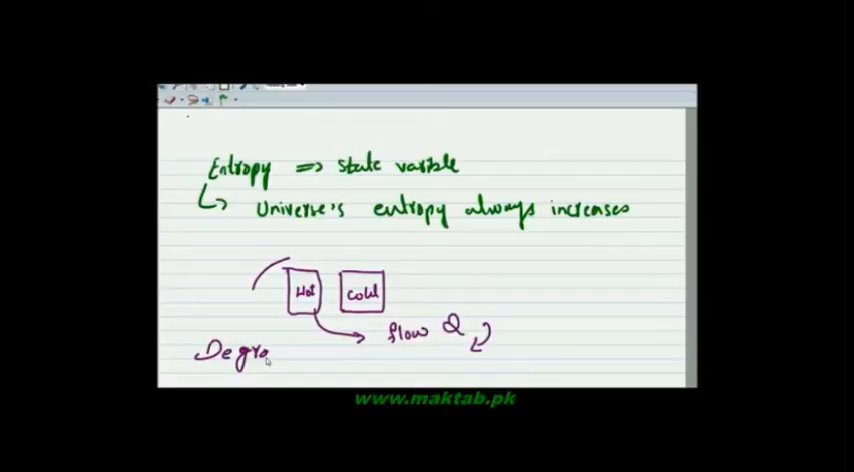 Entropy => state variable
Universe's entropy always increases
Hot Cold
flow Q
Degra
www.maktab.pk